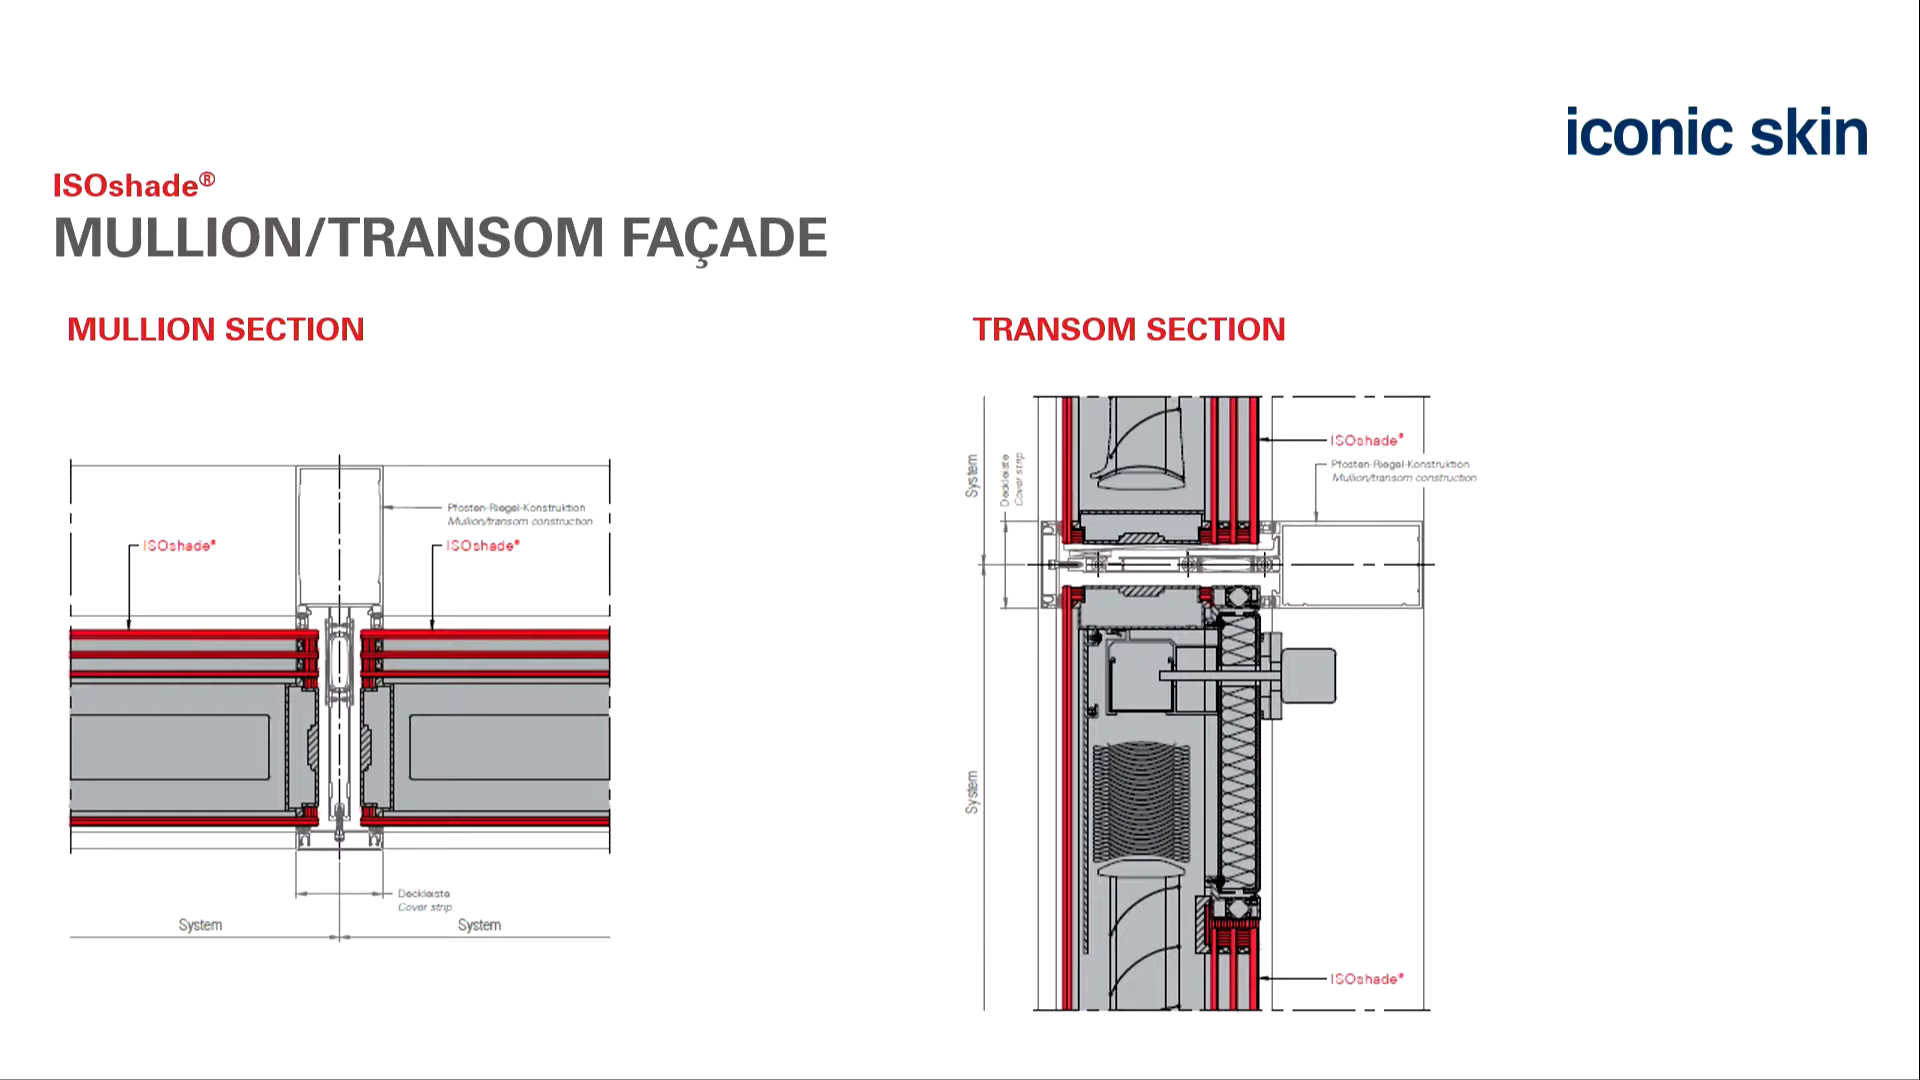 iconic skin
ISOshade®
MULLION/TRANSOM FAÇADE
MULLION SECTION
Pfosten-Riegel-Konstruktion
Mullion/transom construction
ISOshade®
ISOshade®
Deckleiste
Cover strip
System
System
TRANSOM SECTION
System
Deckleiste
Cover strip
ISOshade®
Pfosten-Riegel-Konstruktion
Mullion/transom construction
System
ISOshade®